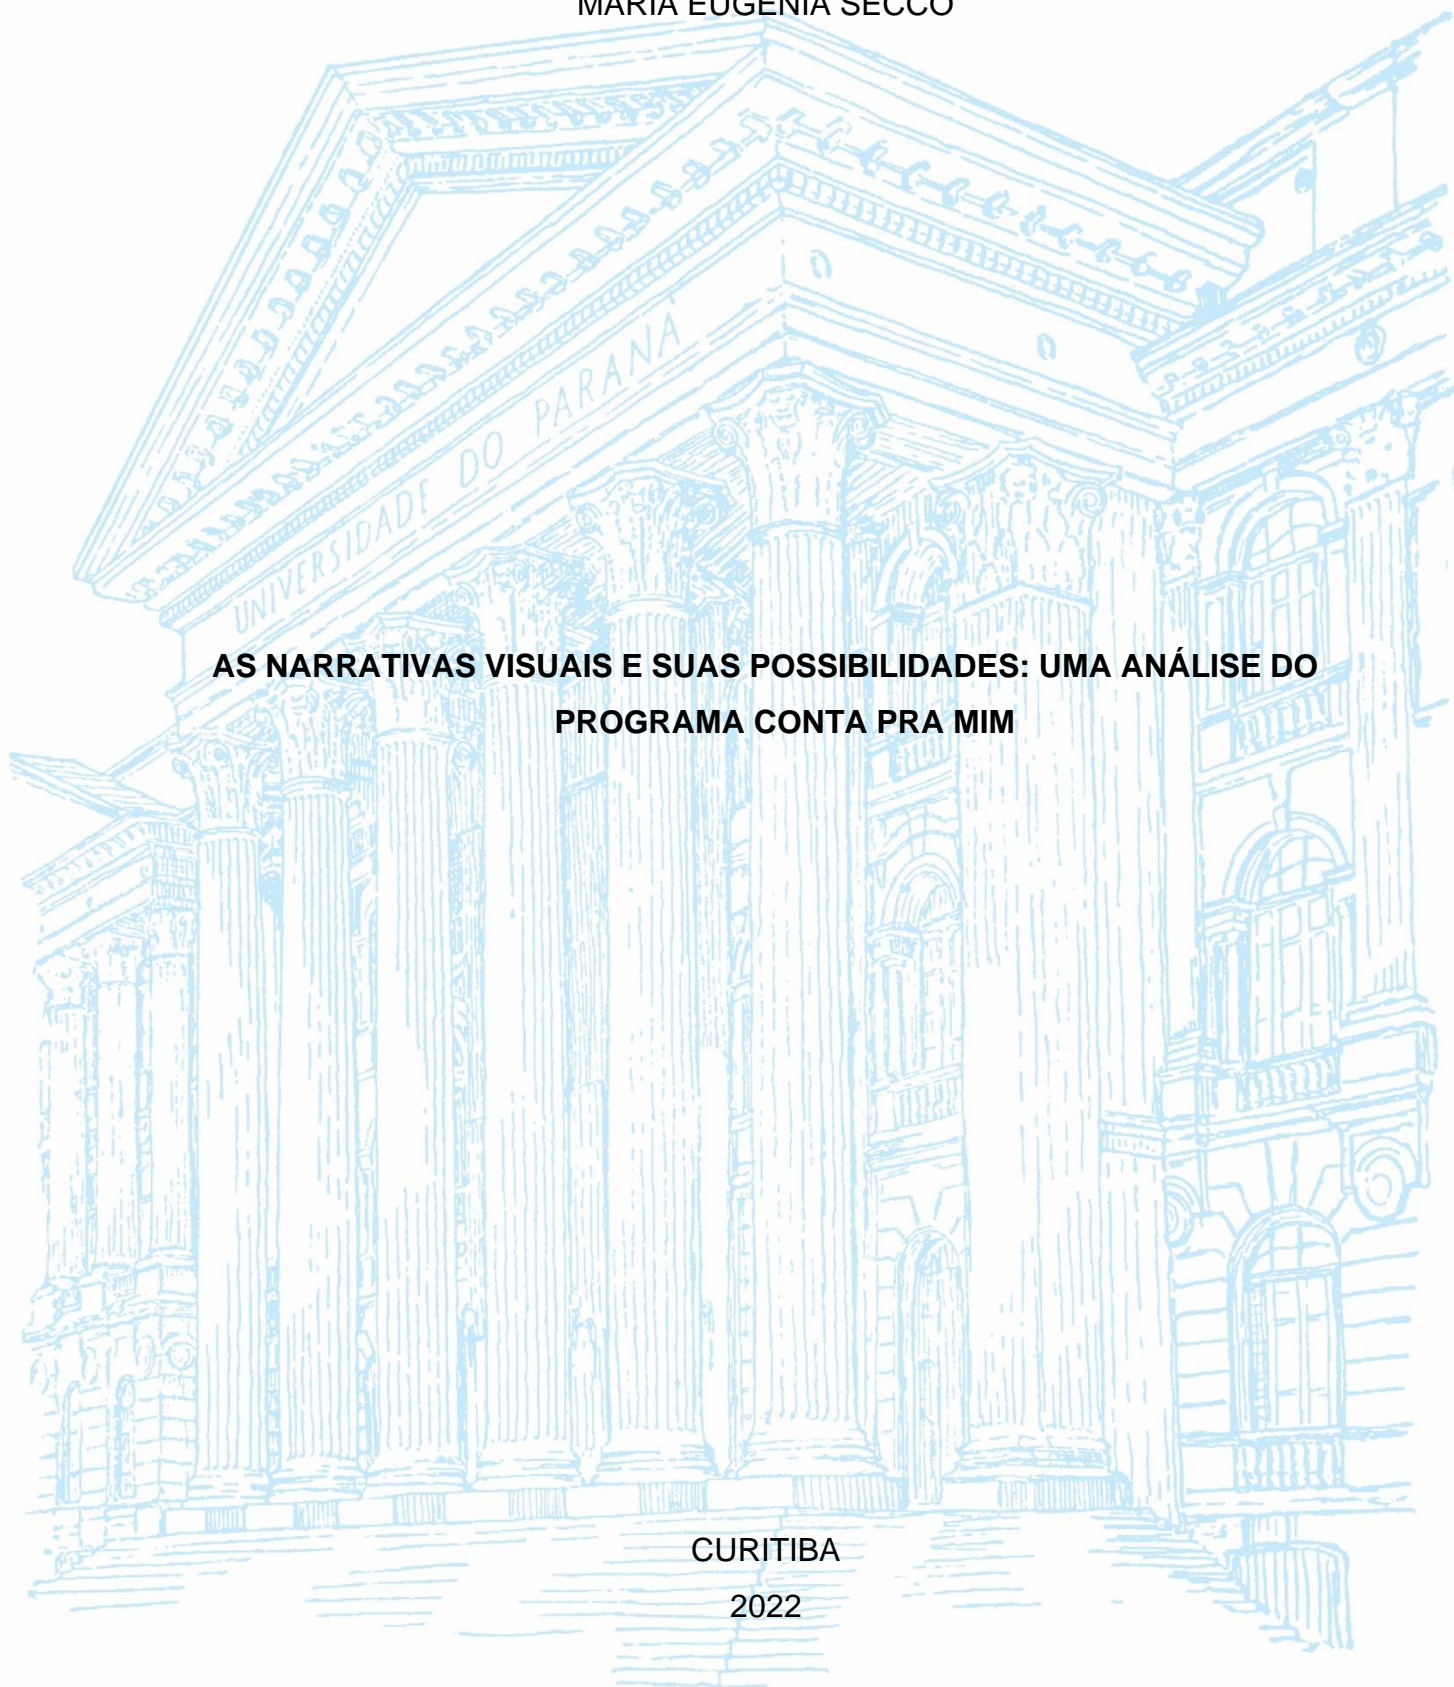 MARIA EUGENIA SECCO
UNIVERSIDADE DO PARANÁ
AS NARRATIVAS VISUAIS E SUAS POSSIBILIDADES: UMA ANÁLISE DO
PROGRAMA CONTA PRA MIM
CURITIBA
2022